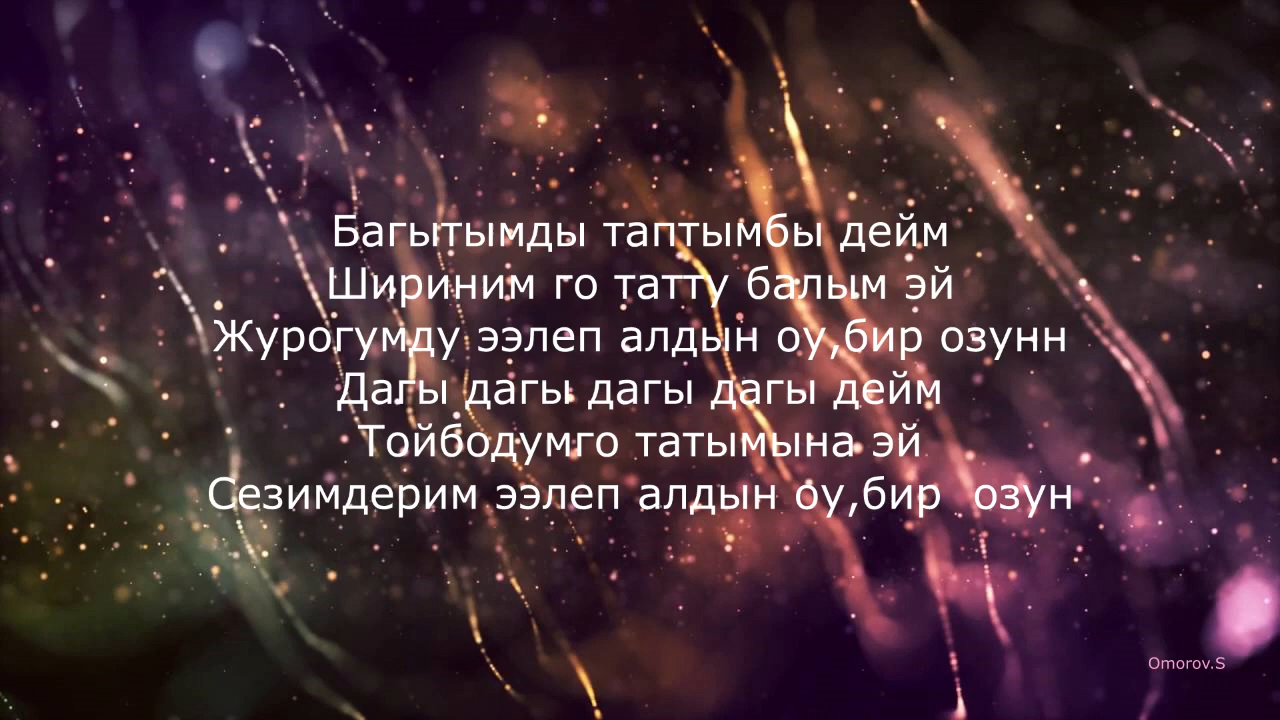 Багытымды таптымбы дейм
Шириним го татту балым эй
Журогумду ээлеп алдын оу,бир озунн
Дагы дагы дагы дагы дейм
Тойбодумго татымына эй
Сезимдерим ээлеп алдын оу,бир  озун
Omorov.S